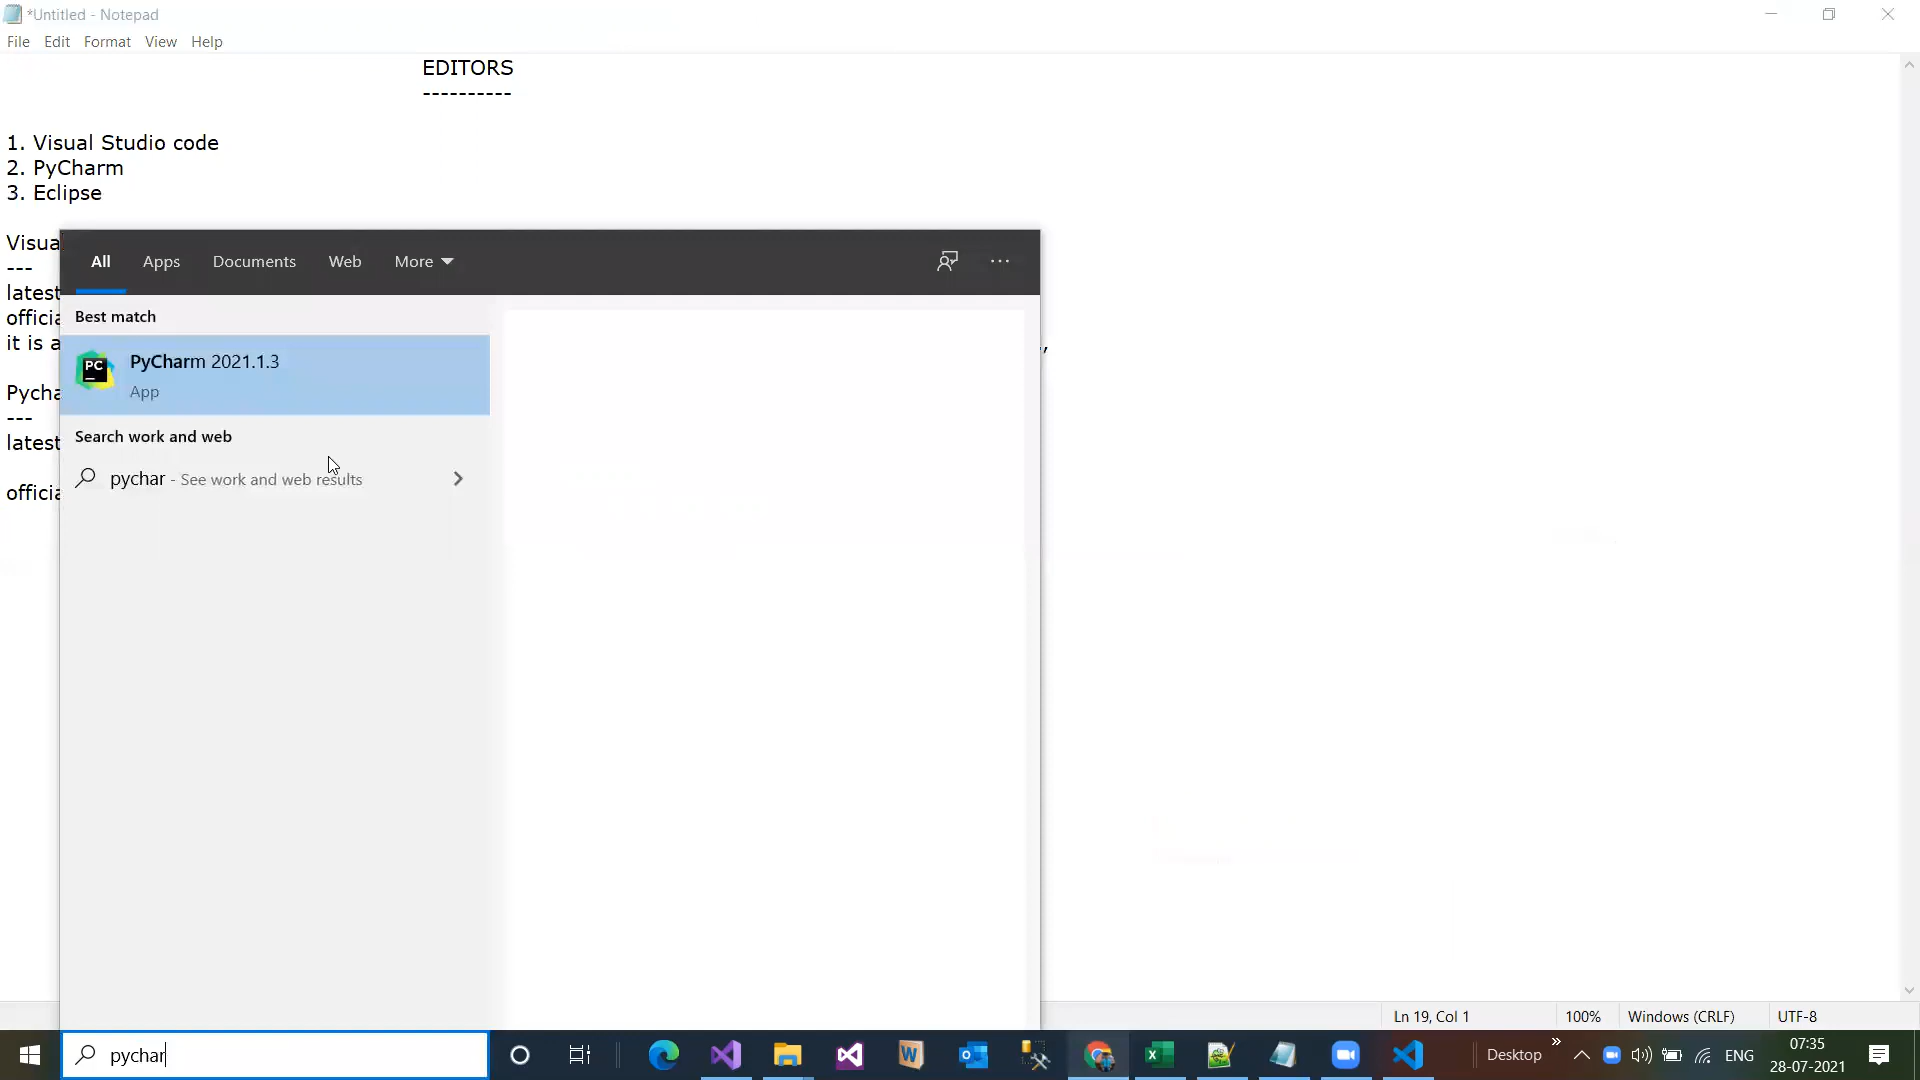 *Untitled - Notepad
File Edit Format View Help
EDITORS
----------
1. Visual Studio code
2. PyCharm
3. Eclipse
Visua
---
latest
officia
it is a
Pycha
---
latest
officia
All Apps Documents Web More
Best match
PC
PyCharm 2021.1.3
App
Search work and web
pychar - See work and web results
Ln 19, Col 1 100% Windows (CRLF) UTF-8
pychar
Desktop
ENG
07:35
28-07-2021